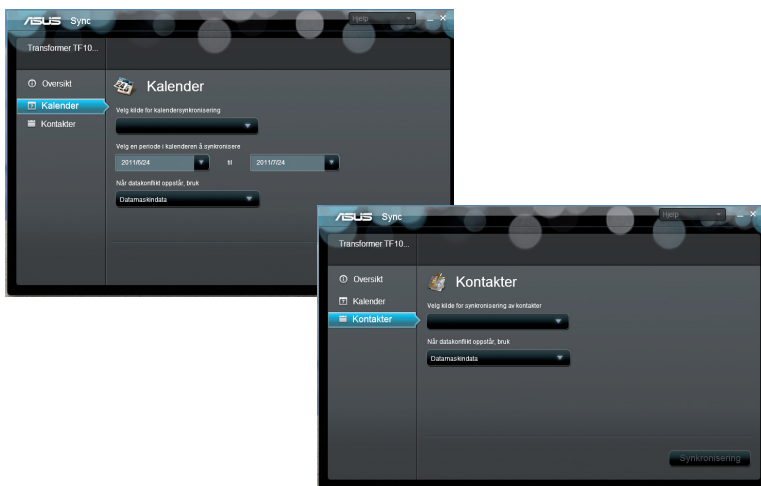 ASUS Sync
Hjelp
Transformer TF10...
Oversikt
Kalender
Kontakter
Kalender
Velg kilde for kalendersynkronisering
Velg en periode i kalenderen å synkronisere
2011/6/24 til 2011/7/24
Når datakonflikt oppstår, bruk
Datamaskindata
ASUS Sync
Hjelp
Transformer TF10...
Oversikt
Kalender
Kontakter
Kontakter
Velg kilde for synkronisering av kontakter
Når datakonflikt oppstår, bruk
Datamaskindata
Synkronisering